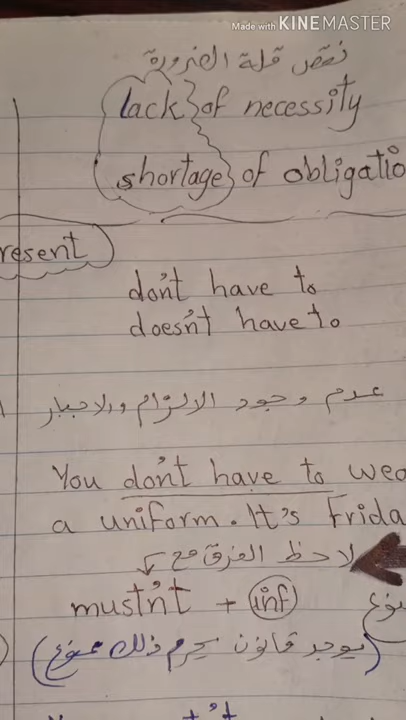 Made with KINEMASTER
نقص قلة الضرورة
lack of necessity
shortage of obligatio
resent
don't have to
doesn't have to
عدم وجود الالزام والاجبار
You don't have to wea
a uniform. It's Frida
لاحظ الفرق مع
mustn't + inf
(يوجد قانون يحرم ذلك ممنوع)